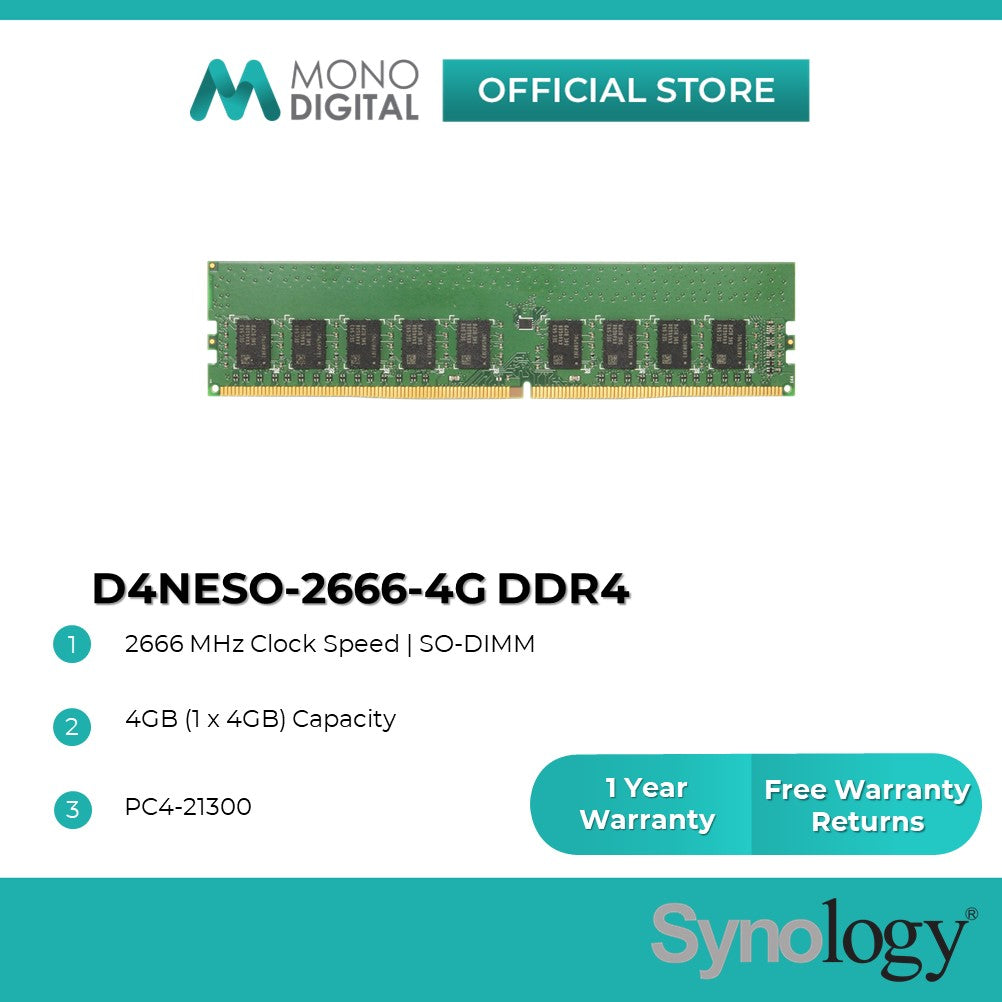 MONO
DIGITAL
OFFICIAL STORE
D4NESO-2666-4G DDR4
1
2666 MHz Clock Speed | SO-DIMM
2
4GB (1 x 4GB) Capacity
3
PC4-21300
1 Year
Warranty
Free Warranty
Returns
Synology®